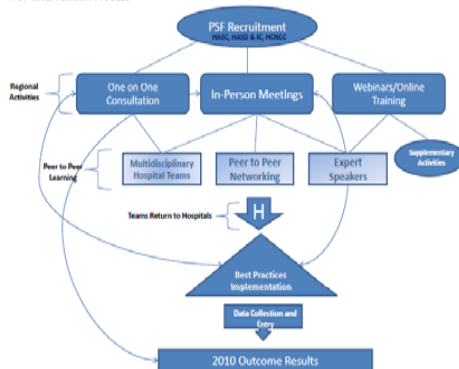 PSF Recruitment
HASC, HASD & IC, HCNCC
Regional
Activities
One on One
Consultation
In-Person Meetings
Webinars/Online
Training
Peer to Peer
Learning
Multidisciplinary
Hospital Teams
Peer to Peer
Networking
Expert
Speakers
Supplementary
Activities
Teams Return to Hospitals
H
Best Practices
Implementation
Data Collection and
Entry
2010 Outcome Results